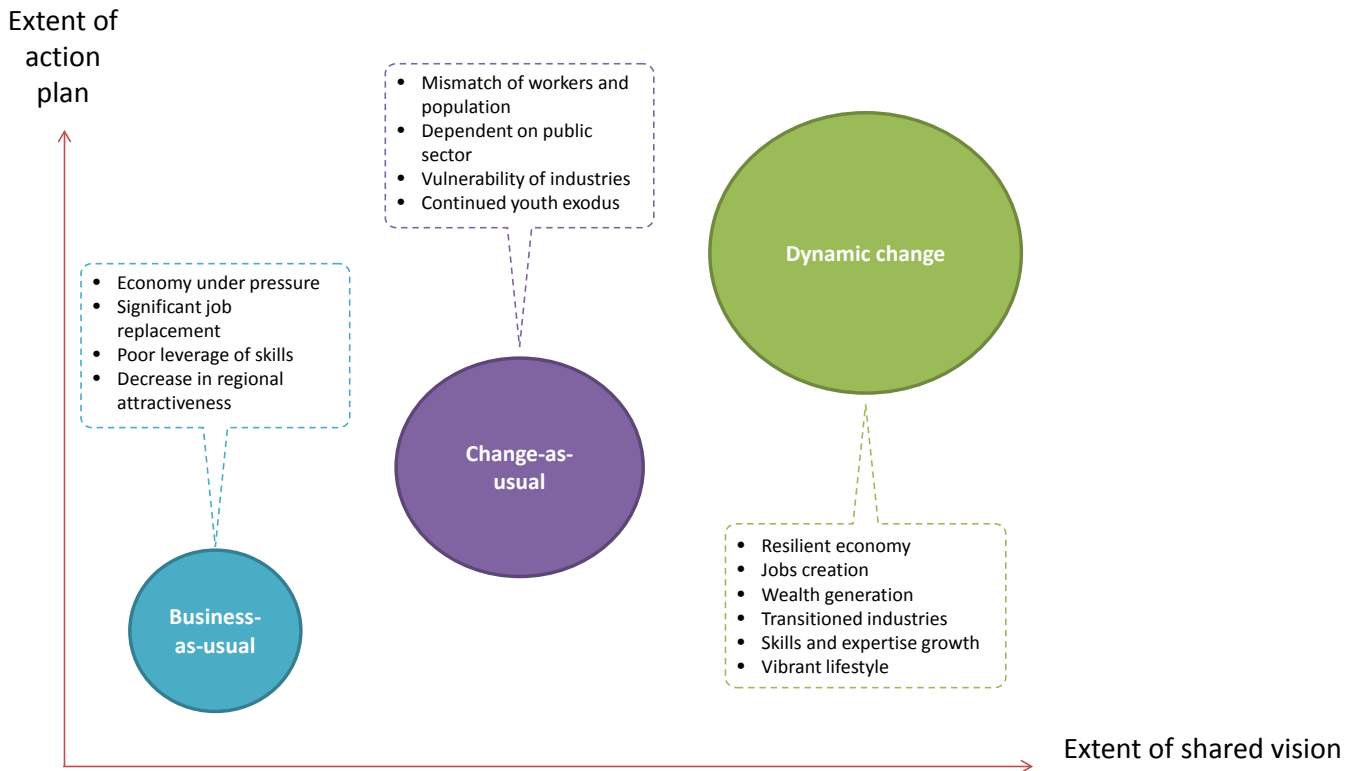 Extent of
action
plan
• Mismatch of workers and
population
• Dependent on public
sector
• Vulnerability of industries
• Continued youth exodus
Dynamic change
• Economy under pressure
• Significant job
replacement
• Poor leverage of skills
• Decrease in regional
attractiveness
Change-as-
usual
Business-
as-usual
• Resilient economy
• Jobs creation
• Wealth generation
• Transitioned industries
• Skills and expertise growth
• Vibrant lifestyle
Extent of shared vision